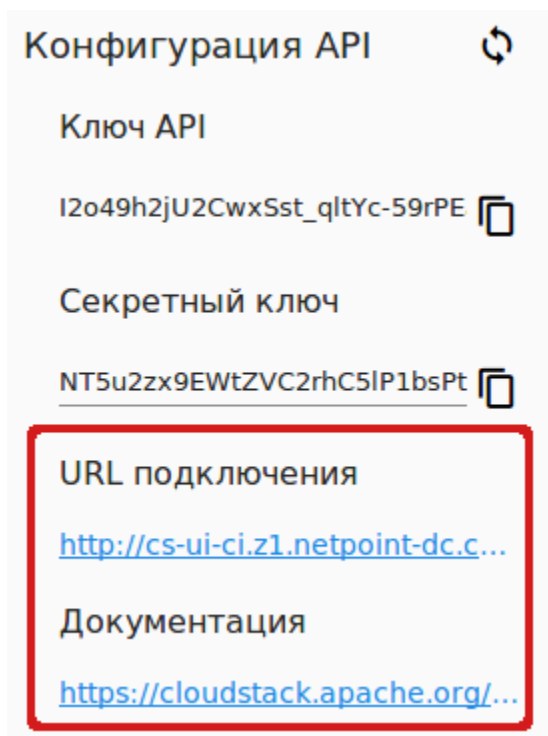 Конфигурация API
Ключ API
I2o49h2jU2CwxSst_qltYc-59rPE
Секретный ключ
NT5u2zx9EWtZVC2rhC5lP1bsPt
URL подключения
http://cs-ui-ci.z1.netpoint-dc.c...
Документация
https://cloudstack.apache.org/...